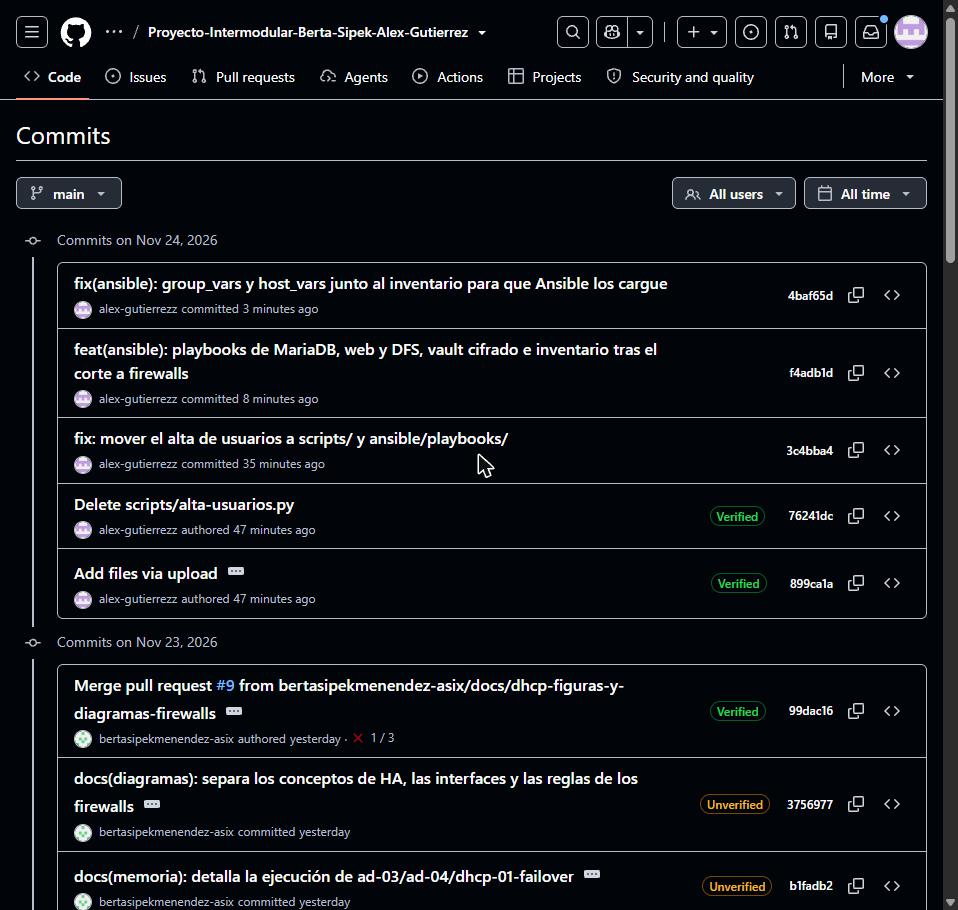 ··· / Proyecto-Intermodular-Berta-Sipek-Alex-Gutierrez
Code Issues Pull requests Agents Actions Projects Security and quality More
Commits
main All users All time
Commits on Nov 24, 2026
fix(ansible): group_vars y host_vars junto al inventario para que Ansible los cargue
alex-gutierrezz committed 3 minutes ago
4baf65d
feat(ansible): playbooks de MariaDB, web y DFS, vault cifrado e inventario tras el
corte a firewalls
alex-gutierrezz committed 8 minutes ago
f4adb1d
fix: mover el alta de usuarios a scripts/ y ansible/playbooks/
alex-gutierrezz committed 35 minutes ago
3c4bba4
Delete scripts/alta-usuarios.py
alex-gutierrezz authored 47 minutes ago
Verified 76241dc
Add files via upload ···
alex-gutierrezz authored 47 minutes ago
Verified 899ca1a
Commits on Nov 23, 2026
Merge pull request #9 from bertasipekmenendez-asix/docs/dhcp-figuras-y-
diagramas-firewalls ···
bertasipekmenendez-asix authored yesterday · 1 / 3
Verified 99dac16
docs(diagramas): separa los conceptos de HA, las interfaces y las reglas de los
firewalls ···
bertasipekmenendez-asix committed yesterday
Unverified 3756977
docs(memoria): detalla la ejecución de ad-03/ad-04/dhcp-01-failover ···
bertasipekmenendez-asix committed yesterday
Unverified b1fadb2